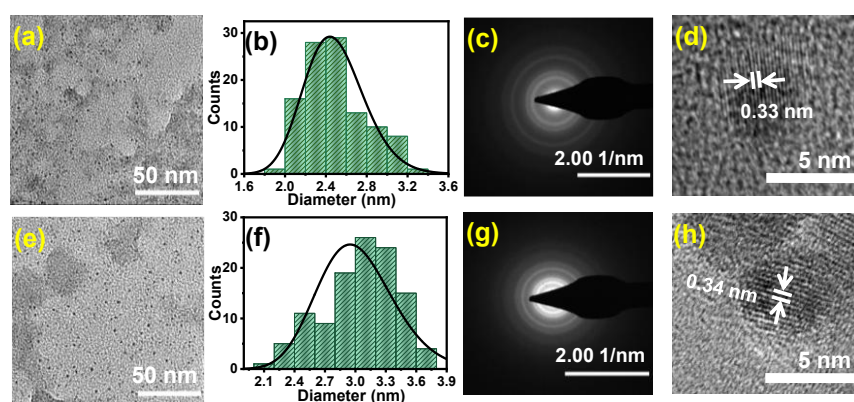 (a)
50 nm
(b)
Counts
30
20
10
0
1.6 2.0 2.4 2.8 3.2 3.6
Diameter (nm)
(c)
2.00 1/nm
(d)
0.33 nm
5 nm
(e)
50 nm
(f)
Counts
30
20
10
0
2.1 2.4 2.7 3.0 3.3 3.6 3.9
Diameter (nm)
(g)
2.00 1/nm
(h)
0.34 nm
5 nm